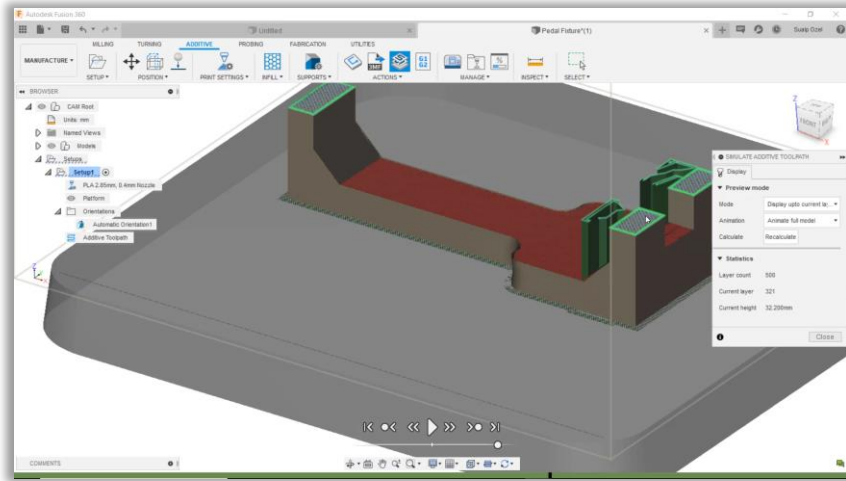 Autodesk Fusion 360
Untitled
Pedal Fixture*(1)
Sualp Ozel
MILLING TURNING ADDITIVE PROBING FABRICATION UTILITIES
MANUFACTURE
SETUP POSITION PRINT SETTINGS INFILL SUPPORTS ACTIONS MANAGE INSPECT SELECT
G1
G2
BROWSER
CAM Root
Units: mm
Named Views
Models
Setups
Setup1
PLA 2.85mm, 0.4mm Nozzle
Platform
Orientations
Automatic Orientation1
Additive Toolpath
Z
X
FRONT
SIMULATE ADDITIVE TOOLPATH
Display
Preview mode
Mode Display upto current la...
Animation Animate full model
Calculate Recalculate
Statistics
Layer count 500
Current layer 321
Current height 32.200mm
Close
COMMENTS